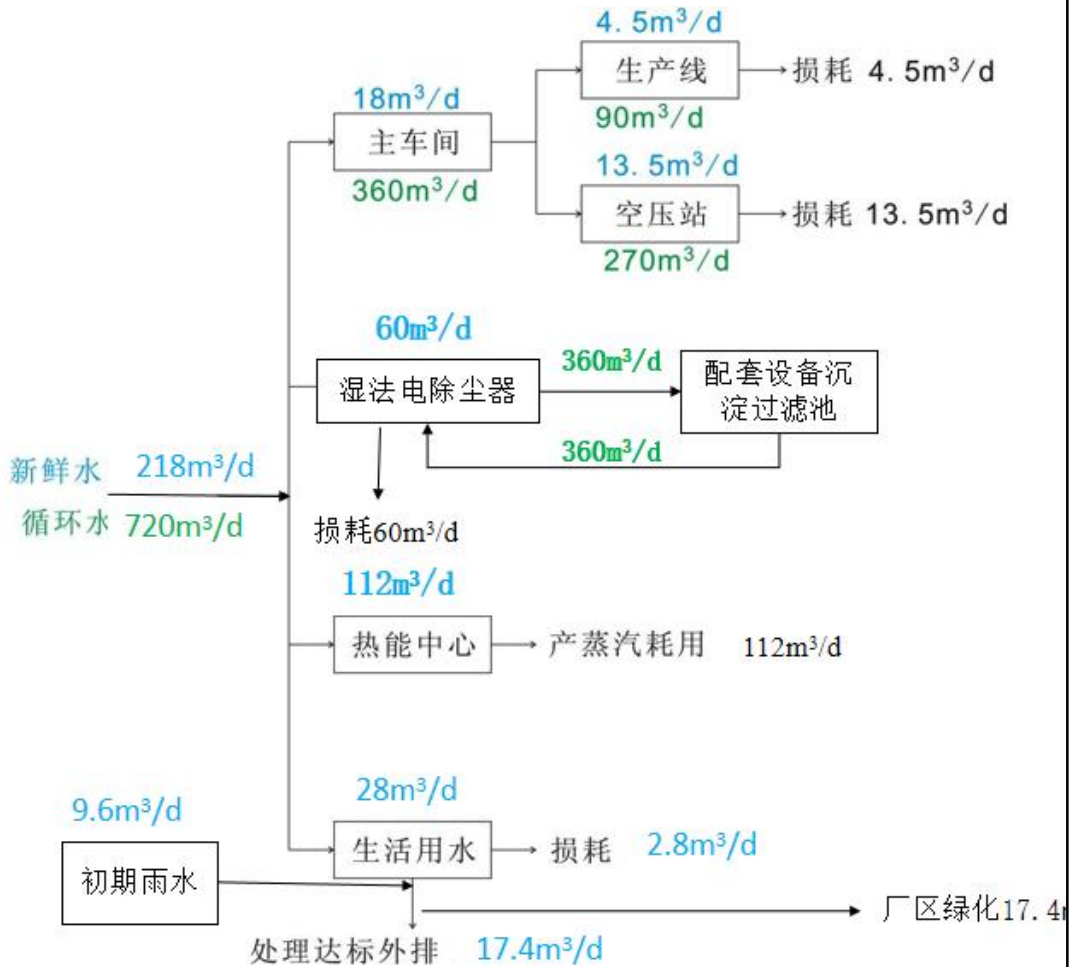 4.5m³/d
生产线
损耗 4.5m³/d
90m³/d
18m³/d
主车间
360m³/d
13.5m³/d
空压站
损耗 13.5m³/d
270m³/d
60m³/d
湿法电除尘器
360m³/d
配套设备沉
淀过滤池
360m³/d
新鲜水 218m³/d
循环水 720m³/d
损耗60m³/d
112m³/d
热能中心
产蒸汽耗用 112m³/d
28m³/d
9.6m³/d
生活用水
损耗 2.8m³/d
初期雨水
厂区绿化17.4
处理达标外排 17.4m³/d